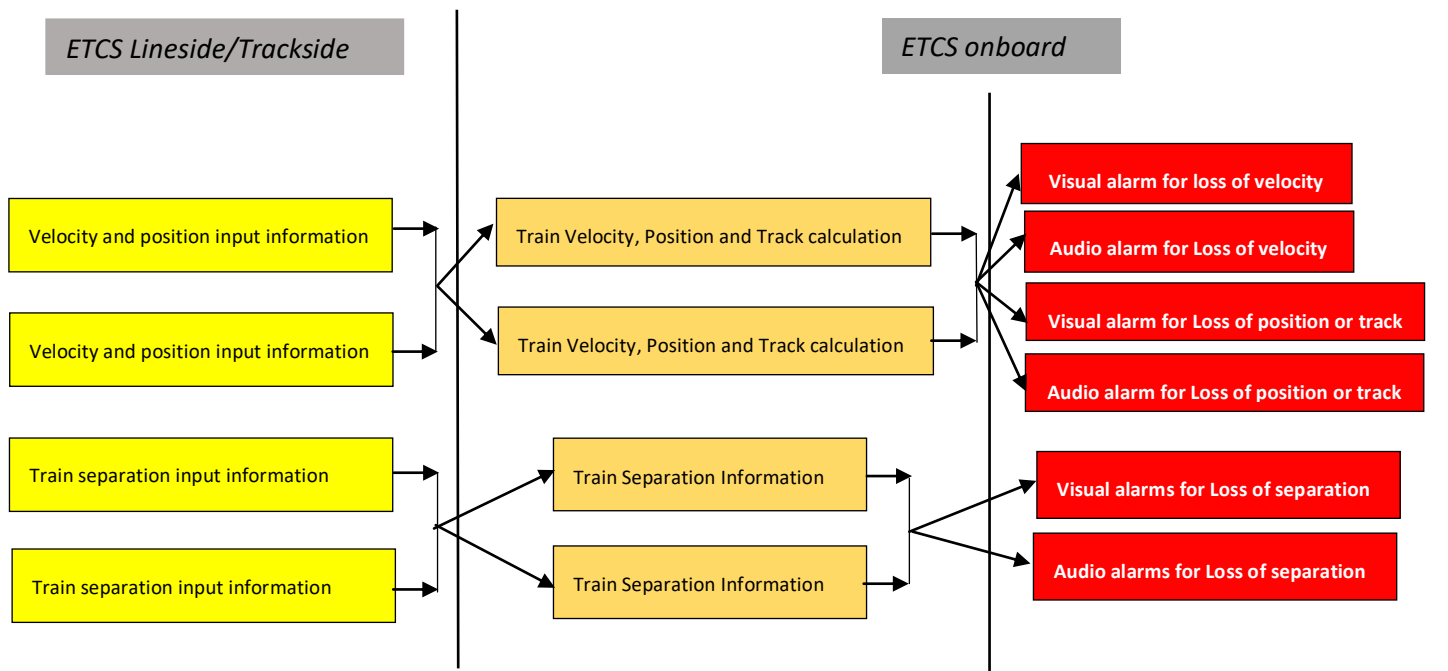 ETCS Lineside/Trackside
ETCS onboard
Velocity and position input information
Velocity and position input information
Train separation input information
Train separation input information
Train Velocity, Position and Track calculation
Train Velocity, Position and Track calculation
Train Separation Information
Train Separation Information
Visual alarm for loss of velocity
Audio alarm for Loss of velocity
Visual alarm for Loss of position or track
Audio alarm for Loss of position or track
Visual alarms for Loss of separation
Audio alarms for Loss of separation